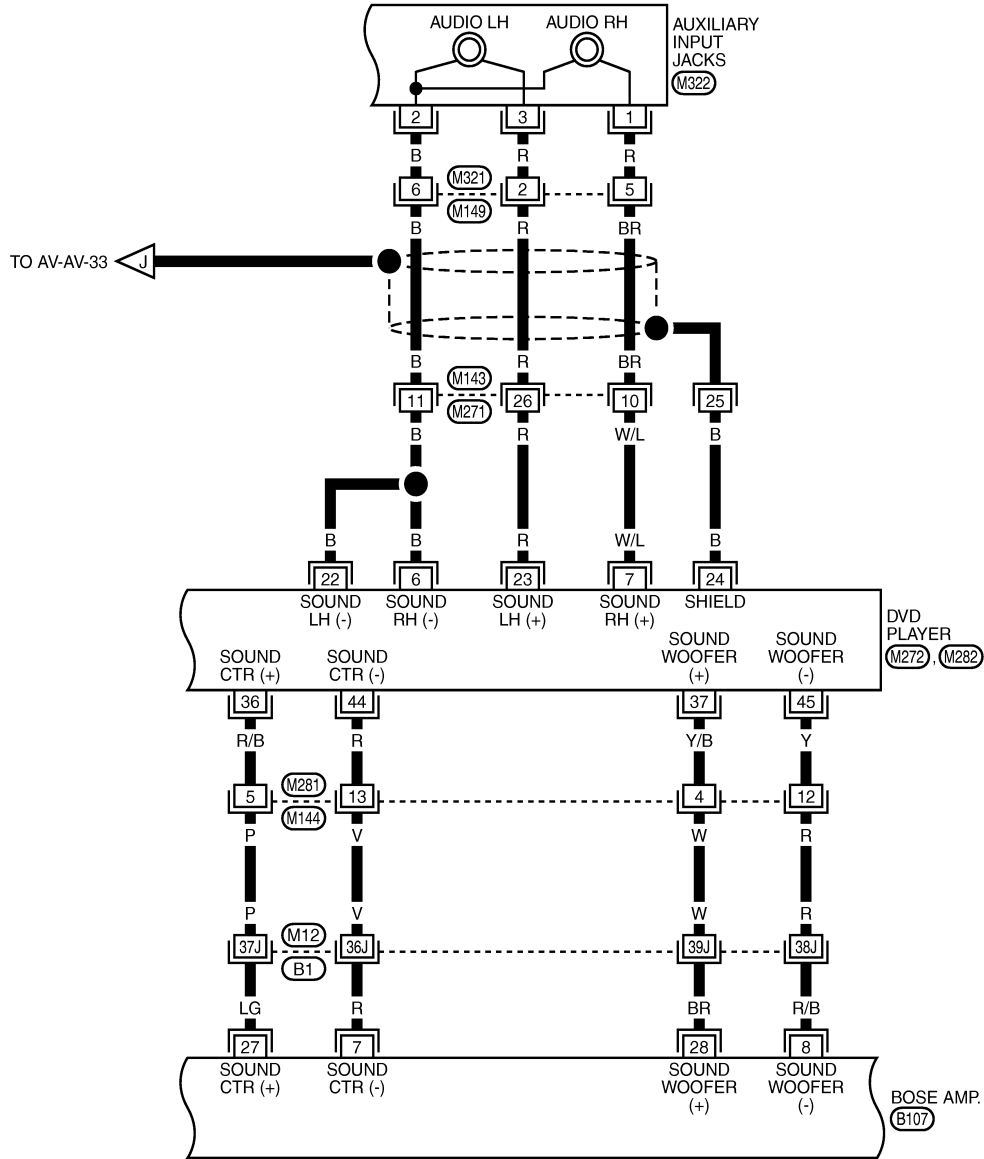 AUDIO LH AUDIO RH
AUXILIARY
INPUT
JACKS
M322
2 3 1
B R R
6 M321 2 5
M149
B R BR
TO AV-AV-33 J
B R BR
M143
11 26 10 25
M271
B R W/L B
B B R W/L B
22 6 23 7 24
SOUND SOUND SOUND SOUND SHIELD
LH (-) RH (-) LH (+) RH (+)
DVD
PLAYER
M272 , M282
SOUND SOUND SOUND SOUND
CTR (+) CTR (-) WOOFER WOOFER
(+) (-)
36 44 37 45
R/B R Y/B Y
5 M281 13 4 12
M144
P V W R
P V W R
37J M12 36J 39J 38J
B1
LG R BR R/B
27 7 28 8
SOUND SOUND SOUND SOUND
CTR (+) CTR (-) WOOFER WOOFER
(+) (-)
BOSE AMP.
B107